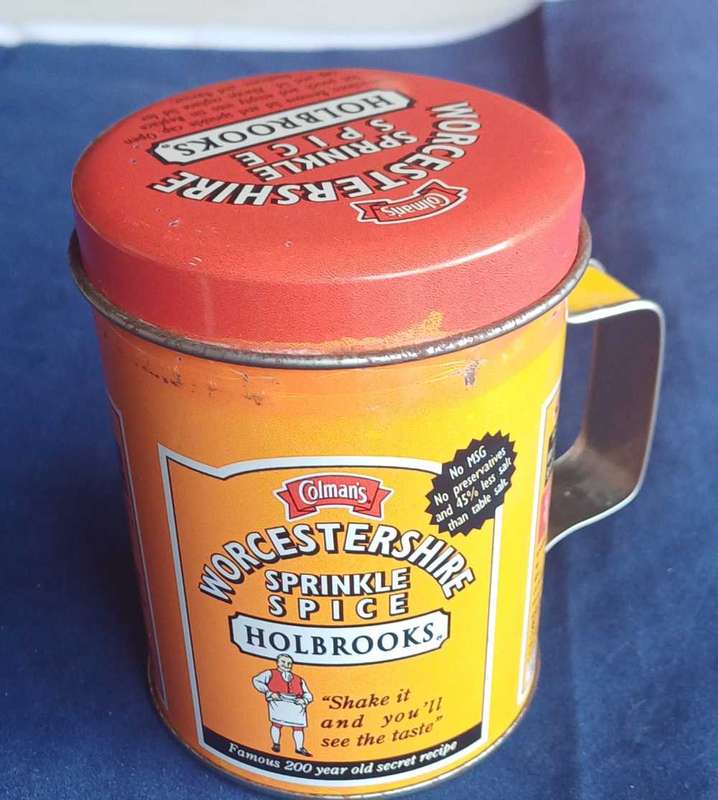 Colman's
WORCESTERSHIRE
SPRINKLE
SPICE
HOLBROOKS
Colman's
No MSG
No preservatives
and 45% less salt
than table salt
WORCESTERSHIRE
SPRINKLE
SPICE
HOLBROOKS
"Shake it
and you'll
see the taste"
Famous 200 year old secret recipe